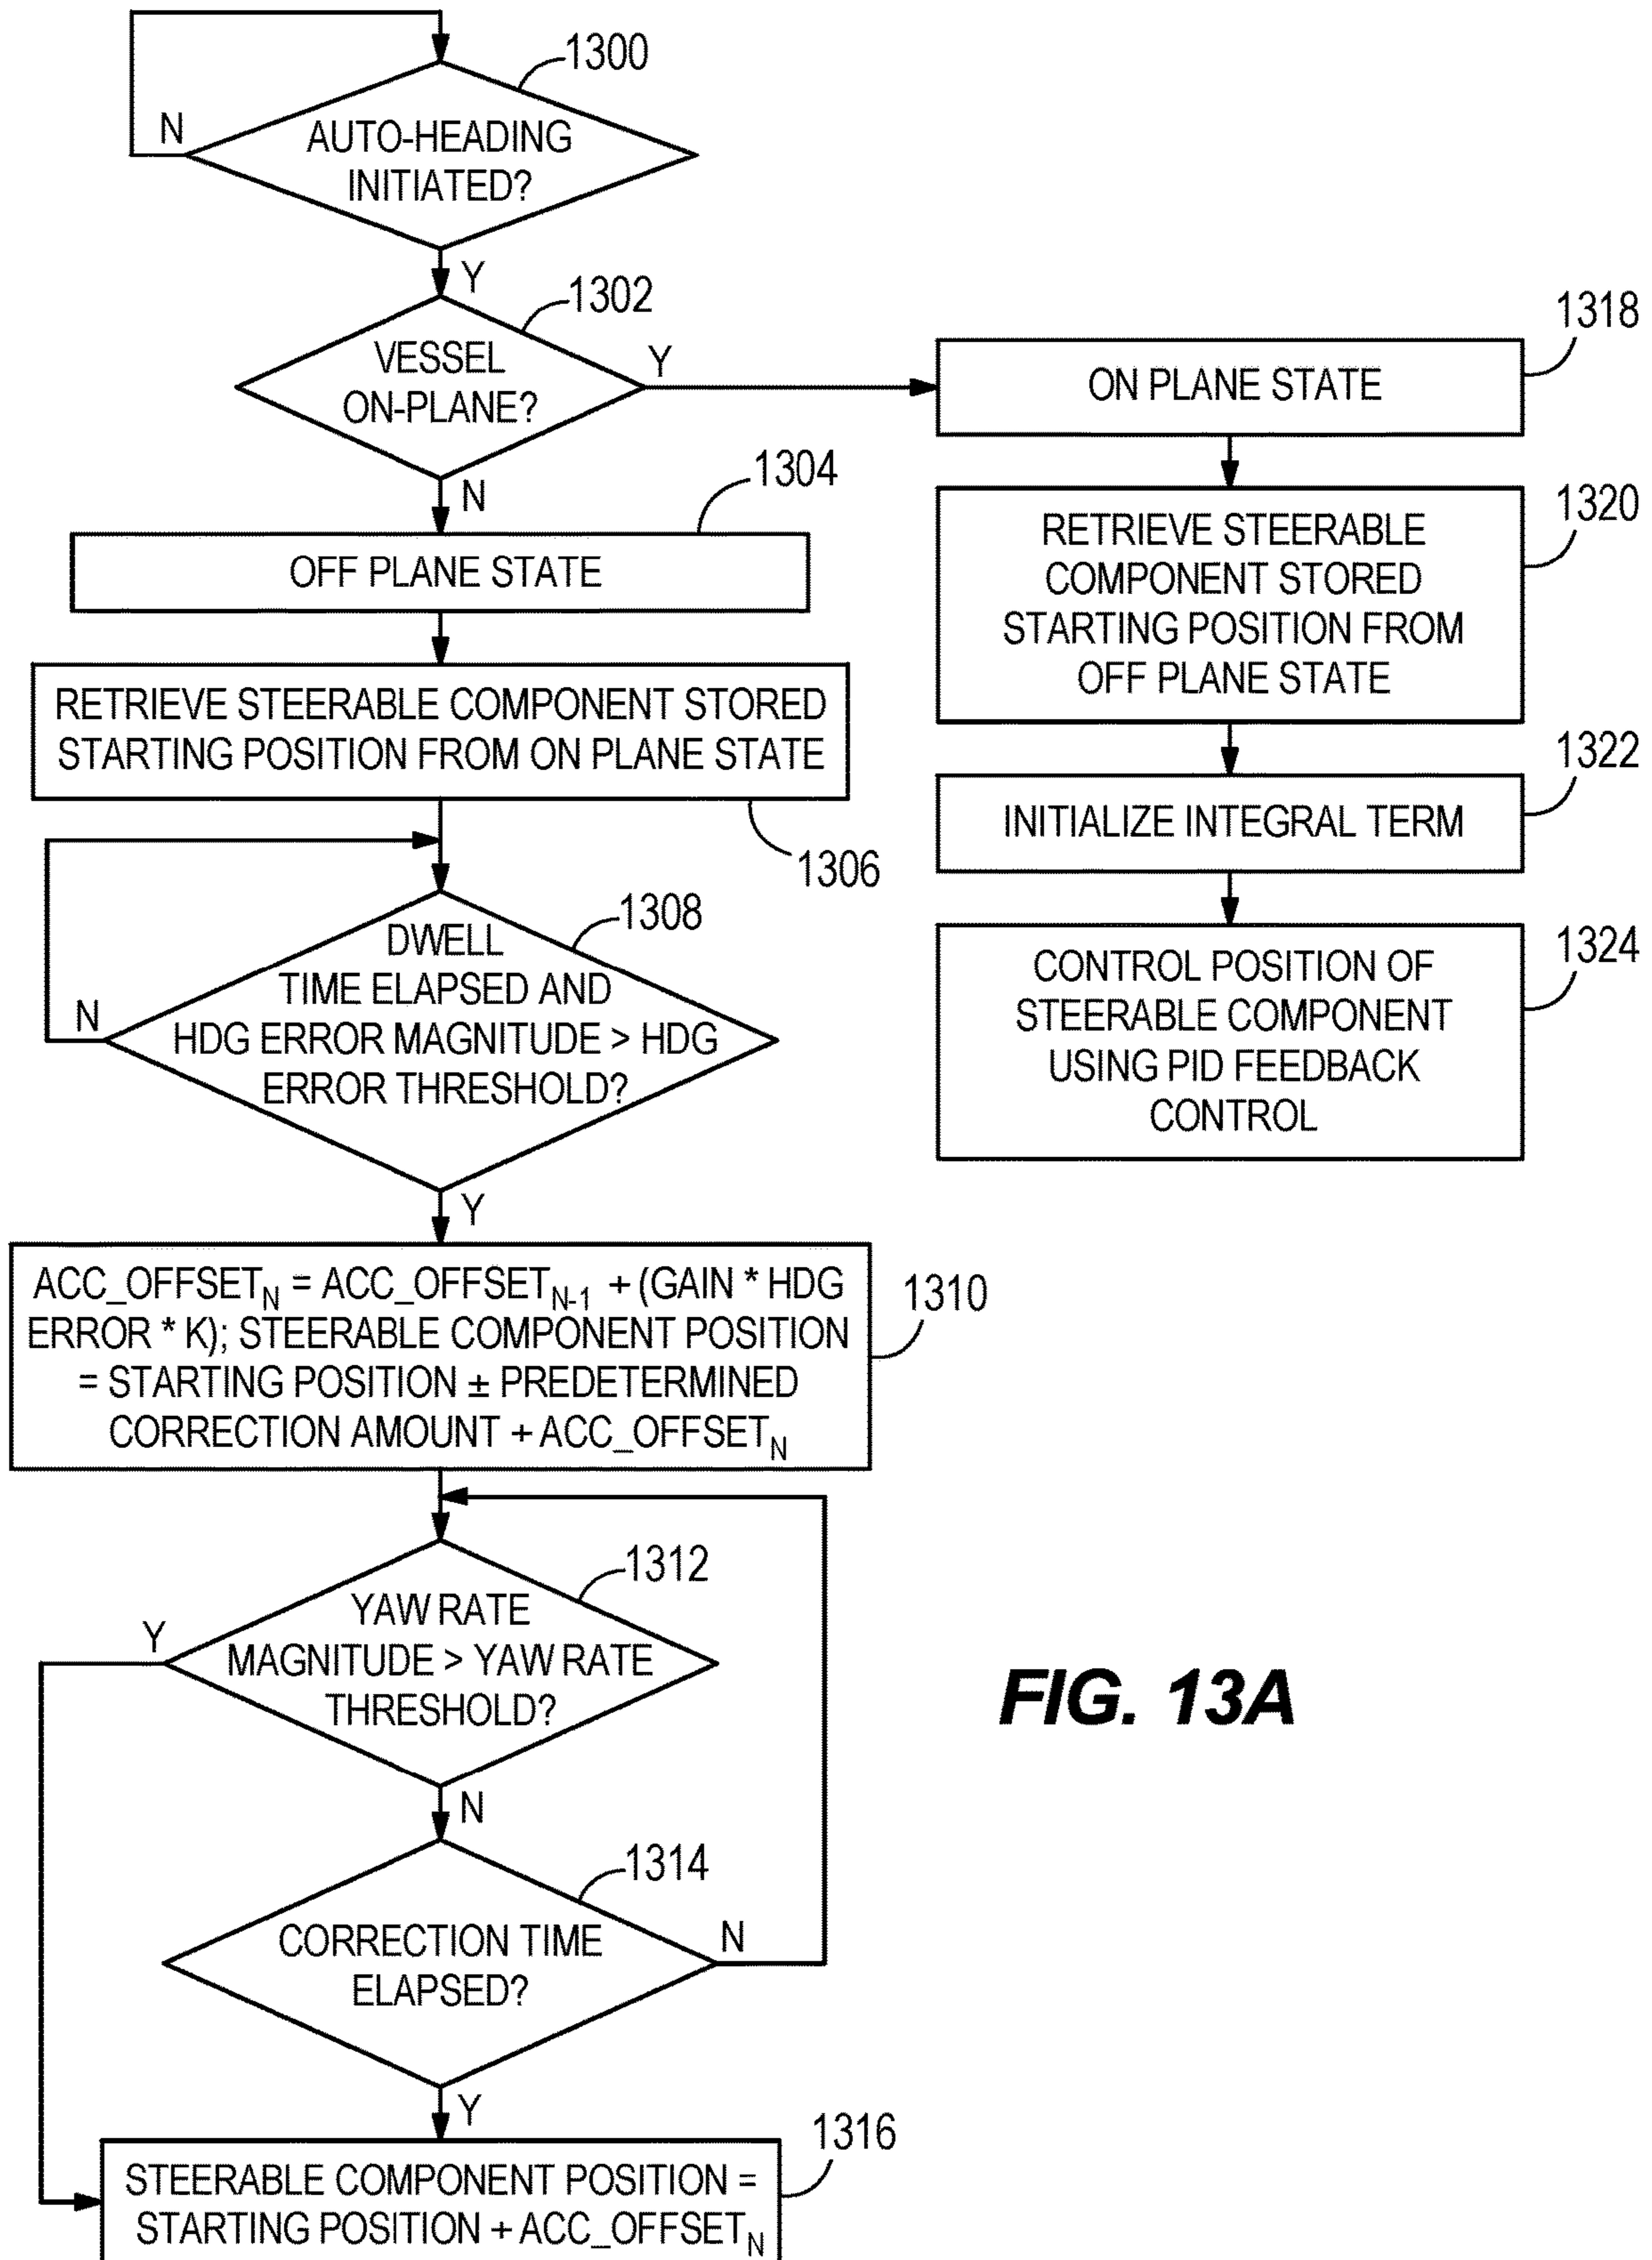 1300
N
AUTO-HEADING
INITIATED?
Y
1302
VESSEL
ON-PLANE?
Y
N
1304
OFF PLANE STATE
RETRIEVE STEERABLE COMPONENT STORED
STARTING POSITION FROM ON PLANE STATE
1306
1308
DWELL
TIME ELAPSED AND
HDG ERROR MAGNITUDE > HDG
ERROR THRESHOLD?
N
Y
ACC_OFFSET_N = ACC_OFFSET_N-1 + (GAIN * HDG
ERROR * K); STEERABLE COMPONENT POSITION
= STARTING POSITION ± PREDETERMINED
CORRECTION AMOUNT + ACC_OFFSET_N
1310
1312
YAW RATE
MAGNITUDE > YAW RATE
THRESHOLD?
Y
N
1314
CORRECTION TIME
ELAPSED?
N
Y
1316
STEERABLE COMPONENT POSITION =
STARTING POSITION + ACC_OFFSET_N
1318
ON PLANE STATE
1320
RETRIEVE STEERABLE
COMPONENT STORED
STARTING POSITION FROM
OFF PLANE STATE
1322
INITIALIZE INTEGRAL TERM
1324
CONTROL POSITION OF
STEERABLE COMPONENT
USING PID FEEDBACK
CONTROL
FIG. 13A